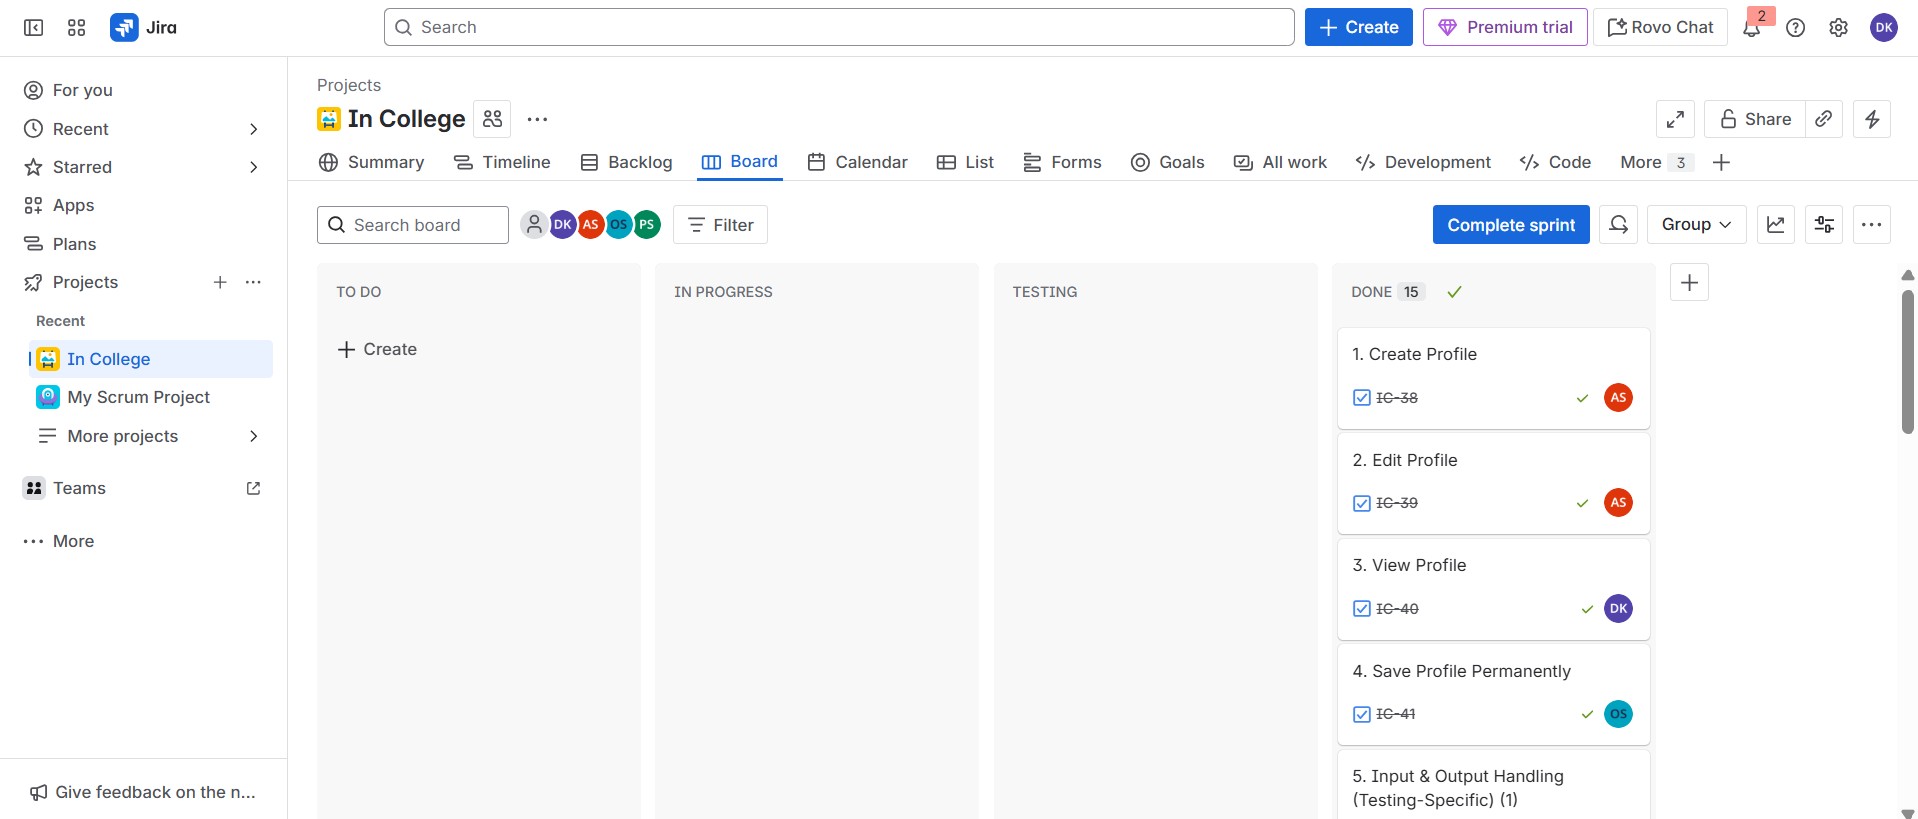 Jira
Search
Create
Premium trial
Rovo Chat
2
DK
For you
Recent
Starred
Apps
Plans
Projects
Recent
In College
My Scrum Project
More projects
Teams
More
Give feedback on the n...
Projects
In College
Share
Summary
Timeline
Backlog
Board
Calendar
List
Forms
Goals
All work
Development
Code
More 3
Search board
DK
AS
OS
PS
Filter
Complete sprint
Group
TO DO
Create
IN PROGRESS
TESTING
DONE 15
1. Create Profile
IC-38
AS
2. Edit Profile
IC-39
AS
3. View Profile
IC-40
DK
4. Save Profile Permanently
IC-41
OS
5. Input & Output Handling
(Testing-Specific) (1)